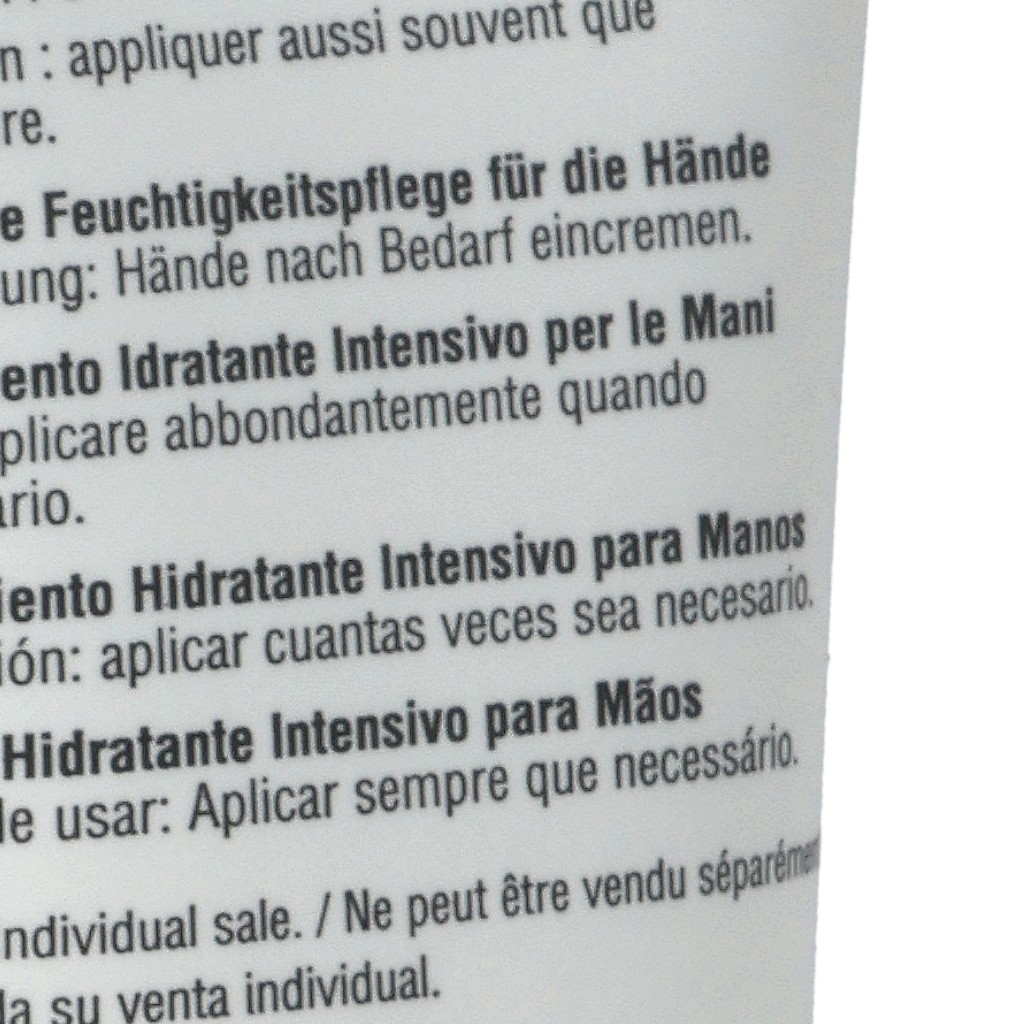 n : appliquer aussi souvent que
re.
e Feuchtigkeitspflege für die Hände
ung: Hände nach Bedarf eincremen.
ento Idratante Intensivo per le Mani
plicare abbondantemente quando
ario.
iento Hidratante Intensivo para Manos
ión: aplicar cuantas veces sea necesario.
Hidratante Intensivo para Mãos
le usar: Aplicar sempre que necessário.
ndividual sale. / Ne peut être vendu séparémen
la su venta individual.